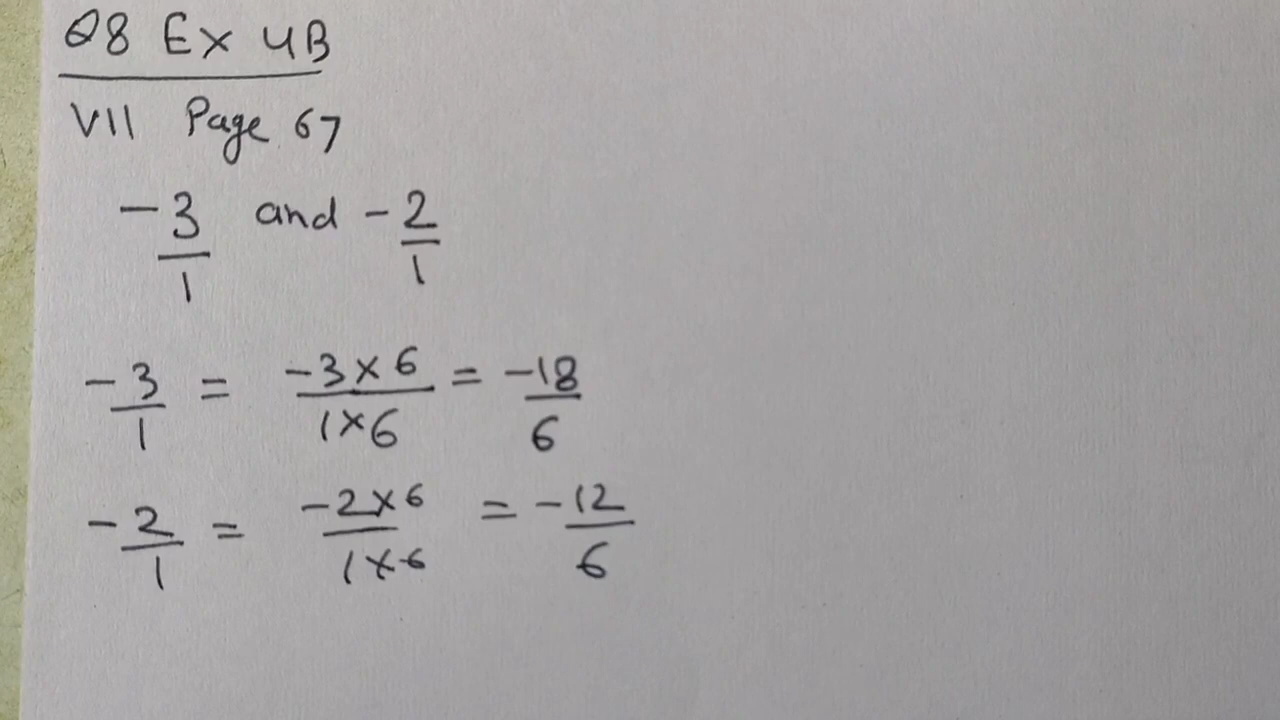 Q8 Ex 4B
VII Page 67
-3/1 and -2/1
-3/1 = -3×6/1×6 = -18/6
-2/1 = -2×6/1×6 = -12/6